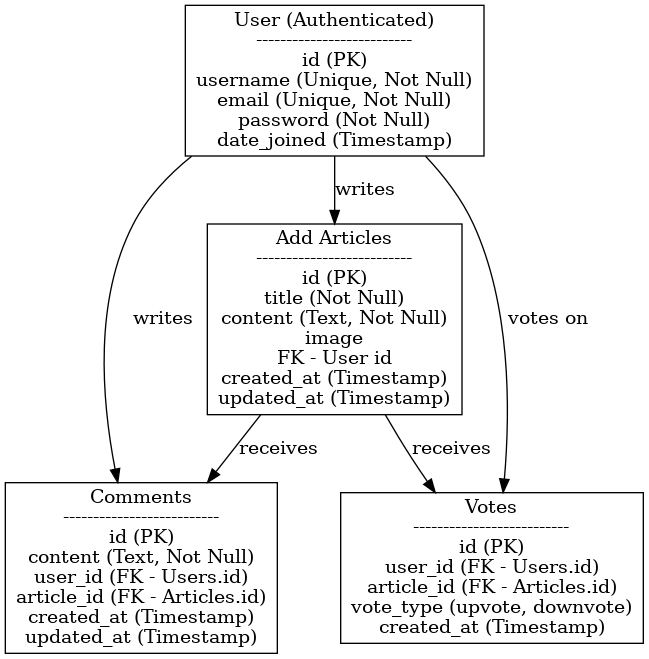 User (Authenticated)
--------------------------
id (PK)
username (Unique, Not Null)
email (Unique, Not Null)
password (Not Null)
date_joined (Timestamp)
writes
Add Articles
--------------------------
id (PK)
title (Not Null)
content (Text, Not Null)
image
FK - User id
created_at (Timestamp)
updated_at (Timestamp)
writes
votes on
receives
receives
Comments
--------------------------
id (PK)
content (Text, Not Null)
user_id (FK - Users.id)
article_id (FK - Articles.id)
created_at (Timestamp)
updated_at (Timestamp)
Votes
--------------------------
id (PK)
user_id (FK - Users.id)
article_id (FK - Articles.id)
vote_type (upvote, downvote)
created_at (Timestamp)